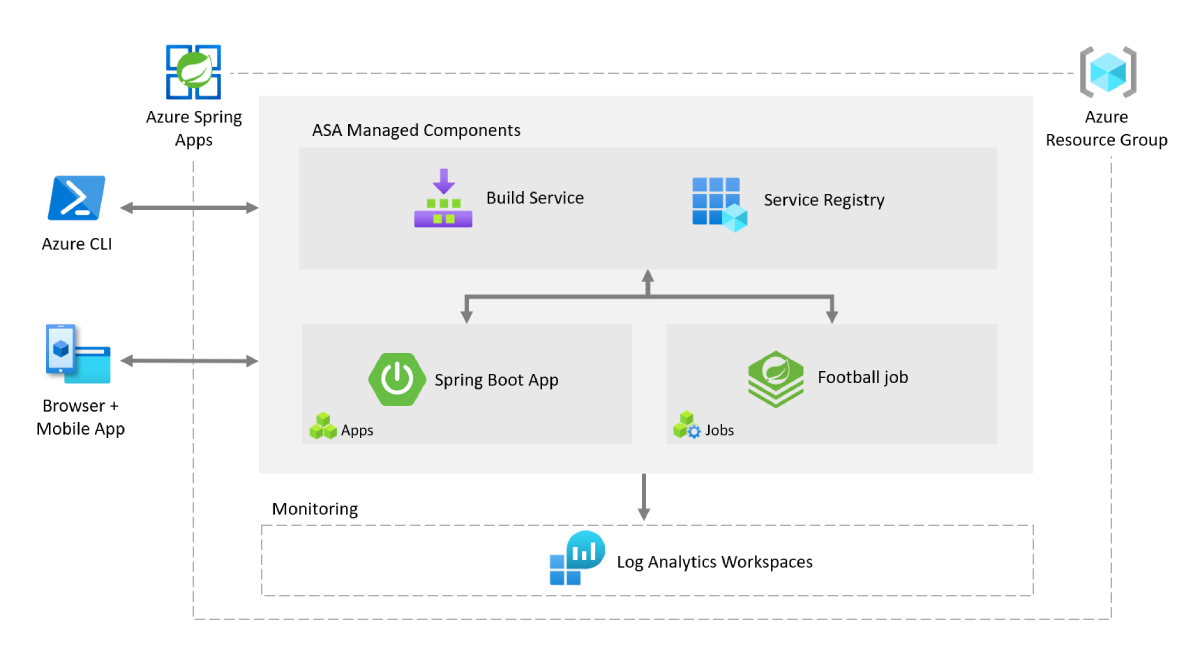 Azure Spring
Apps
Azure
Resource Group
ASA Managed Components
Build Service
Service Registry
Azure CLI
Spring Boot App
Football job
Browser +
Mobile App
Apps
Jobs
Monitoring
Log Analytics Workspaces